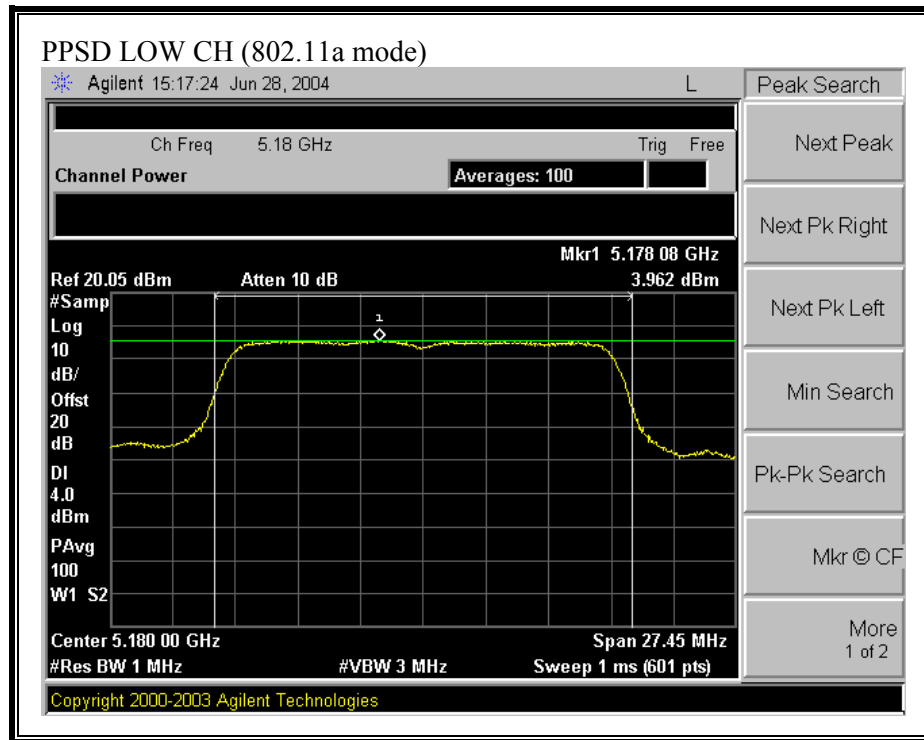 PPSD LOW CH (802.11a mode)
Agilent 15:17:24 Jun 28, 2004 L
Peak Search
Ch Freq 5.18 GHz Trig Free
Channel Power Averages: 100
Mkr1 5.178 08 GHz
Ref 20.05 dBm Atten 10 dB 3.962 dBm
#Samp
Log
10
dB/
Offst
20
dB
DI
4.0
dBm
PAvg
100
W1 S2
1
Center 5.180 00 GHz Span 27.45 MHz
#Res BW 1 MHz #VBW 3 MHz Sweep 1 ms (601 pts)
Copyright 2000-2003 Agilent Technologies
Next Peak
Next Pk Right
Next Pk Left
Min Search
Pk-Pk Search
Mkr © CF
More
1 of 2